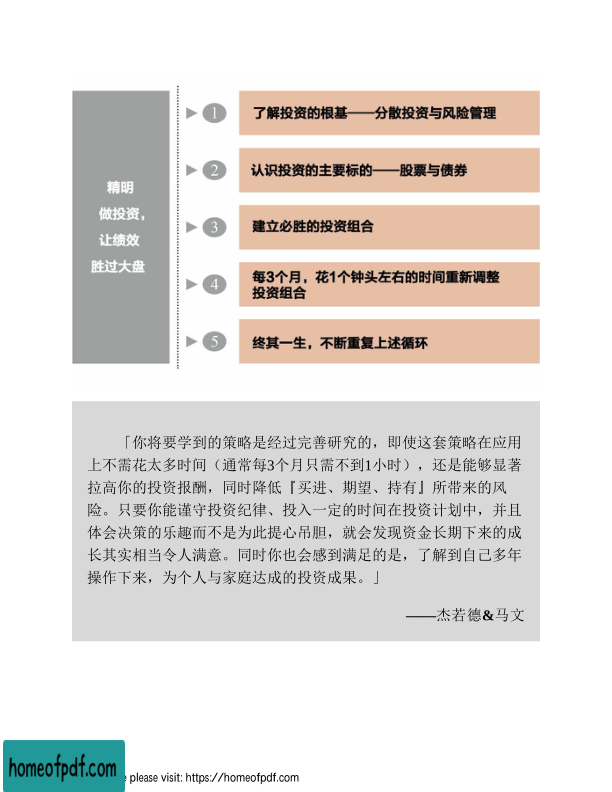 精明
做投资，
让绩效
胜过大盘
1
了解投资的根基——分散投资与风险管理
2
认识投资的主要标的——股票与债券
3
建立必胜的投资组合
4
每3个月，花1个钟头左右的时间重新调整
投资组合
5
终其一生，不断重复上述循环
「你将要学到的策略是经过完善研究的，即使这套策略在应用
上不需花太多时间（通常每3个月只需不到1小时），还是能够显著
拉高你的投资报酬，同时降低『买进、期望、持有』所带来的风
险。只要你能谨守投资纪律、投入一定的时间在投资计划中，并且
体会决策的乐趣而不是为此提心吊胆，就会发现资金长期下来的成
长其实相当令人满意。同时你也会感到满足的是，了解到自己多年
操作下来，为个人与家庭达成的投资成果。」
——杰若德&马文
homeofpdf.com
e please visit: https://homeofpdf.com